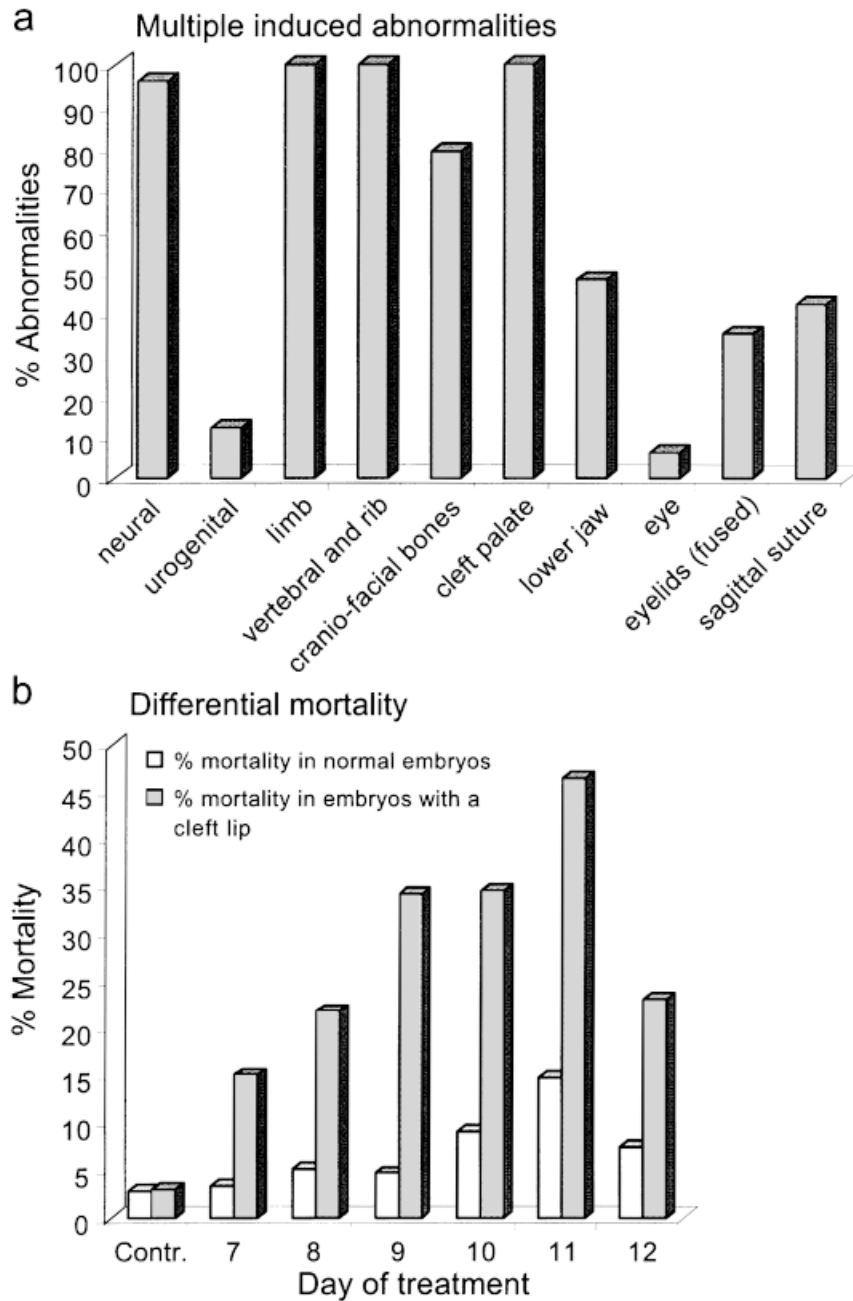 a
Multiple induced abnormalities
100
90
80
70
60
50
40
30
20
10
0
% Abnormalities
neural
urogenital
limb
vertebral and rib
cranio-facial bones
cleft palate
lower jaw
eye
eyelids (fused)
sagittal suture
b
Differential mortality
% mortality in normal embryos
% mortality in embryos with a
cleft lip
50
45
40
35
30
25
20
15
10
5
0
% Mortality
Contr. 7 8 9 10 11 12
Day of treatment